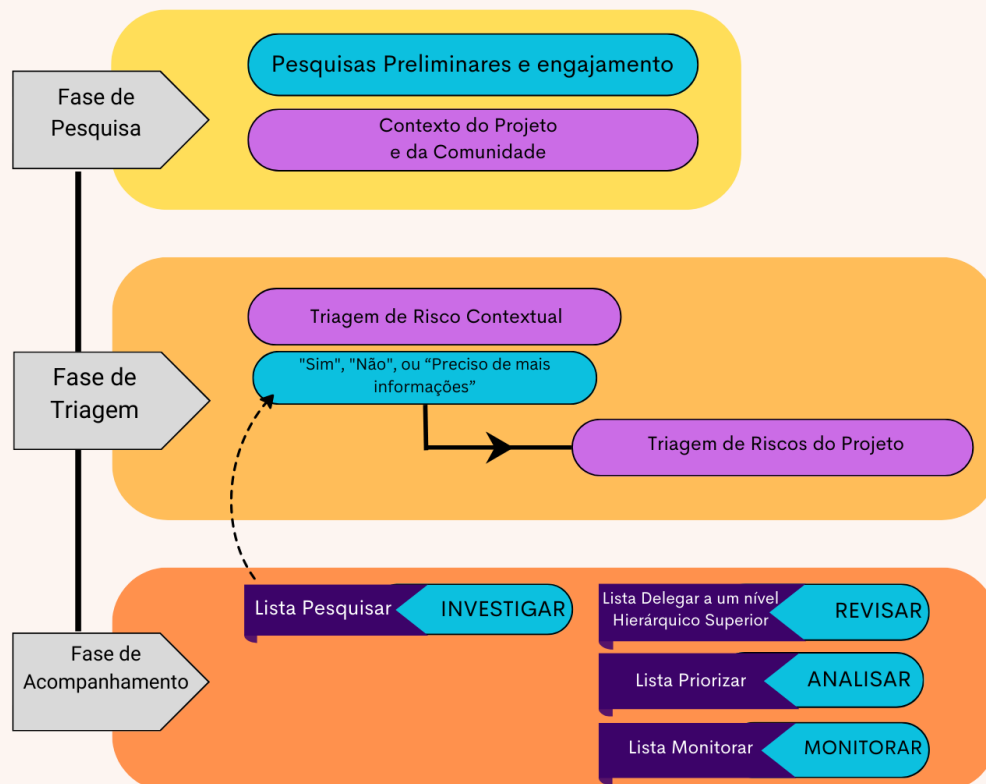 Fase de
Pesquisa
Pesquisas Preliminares e engajamento
Contexto do Projeto
e da Comunidade
Fase de
Triagem
Triagem de Risco Contextual
"Sim", "Não", ou “Preciso de mais
informações”
Triagem de Riscos do Projeto
Fase de
Acompanhamento
Lista Pesquisar
INVESTIGAR
Lista Delegar a um nível
Hierárquico Superior
REVISAR
Lista Priorizar
ANALISAR
Lista Monitorar
MONITORAR